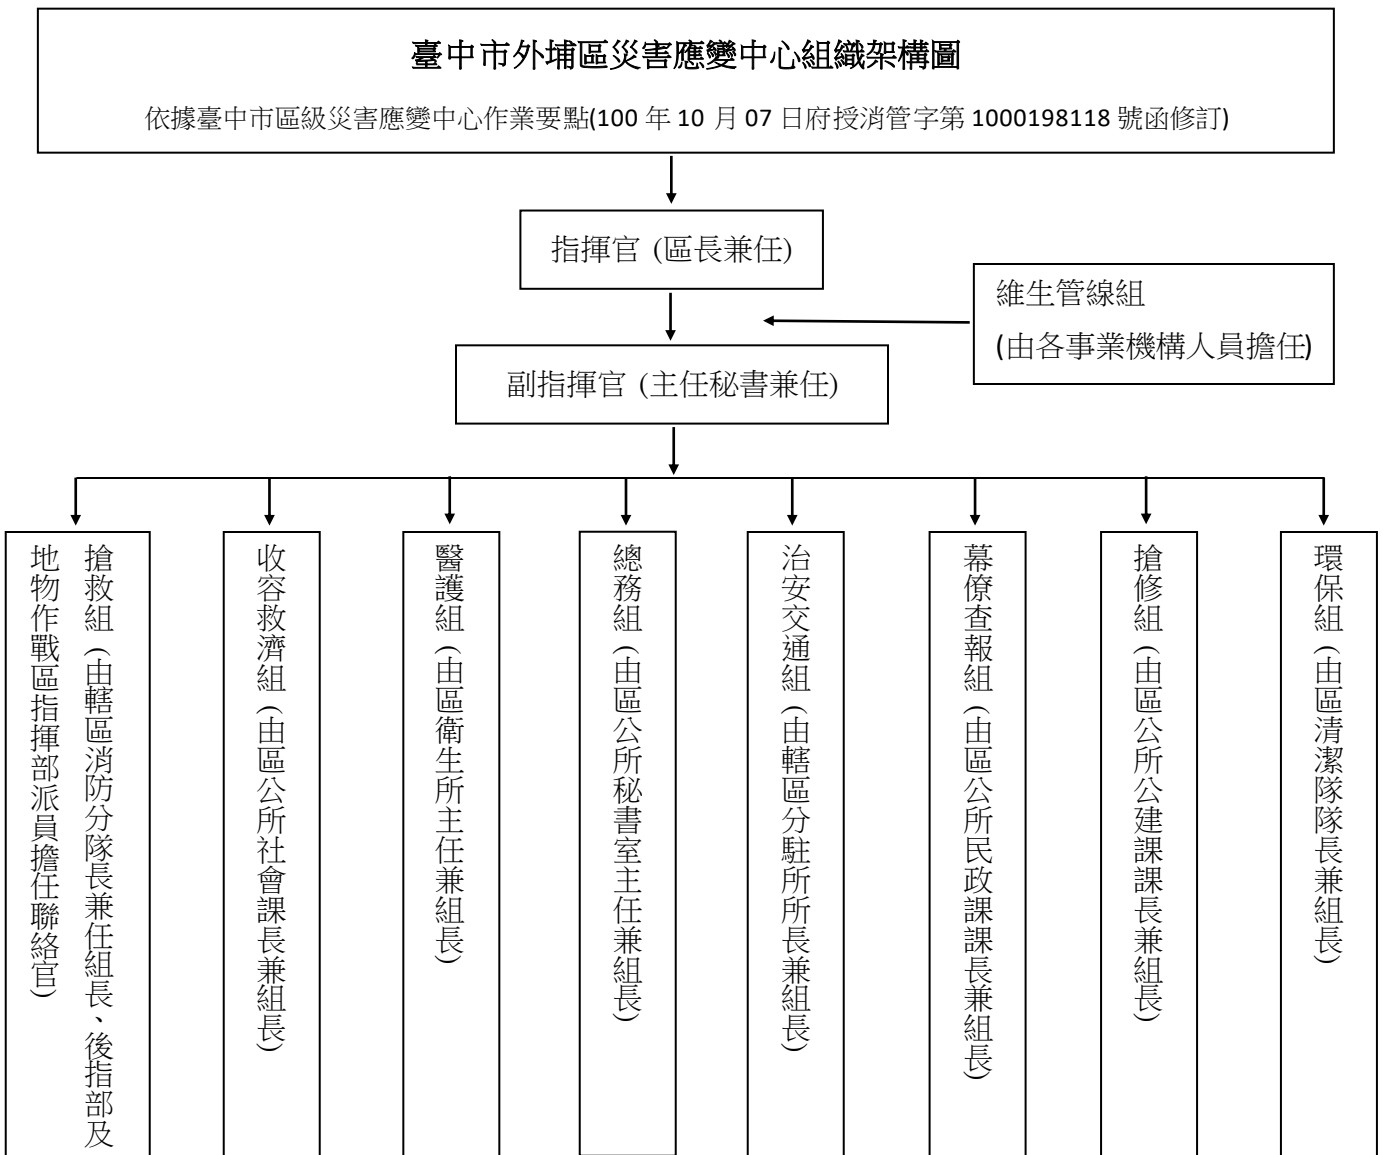 臺中市外埔區災害應變中心組織架構圖
依據臺中市區級災害應變中心作業要點(100 年 10 月 07 日府授消管字第 1000198118 號函修訂)
指揮官 (區長兼任)
維生管線組
(由各事業機構人員擔任)
副指揮官 (主任秘書兼任)
搶救組 (由轄區消防分隊長兼任組長、後指部及
地物作戰區指揮部派員擔任聯絡官)
收容救濟組 (由區公所社會課長兼組長)
醫護組 (由區衛生所主任兼組長)
總務組 (由區公所秘書室主任兼組長)
治安交通組 (由轄區分駐所所長兼組長)
幕僚查報組 (由區公所民政課課長兼組長)
搶修組 (由區公所公建課課長兼組長)
環保組 (由區清潔隊隊長兼組長)